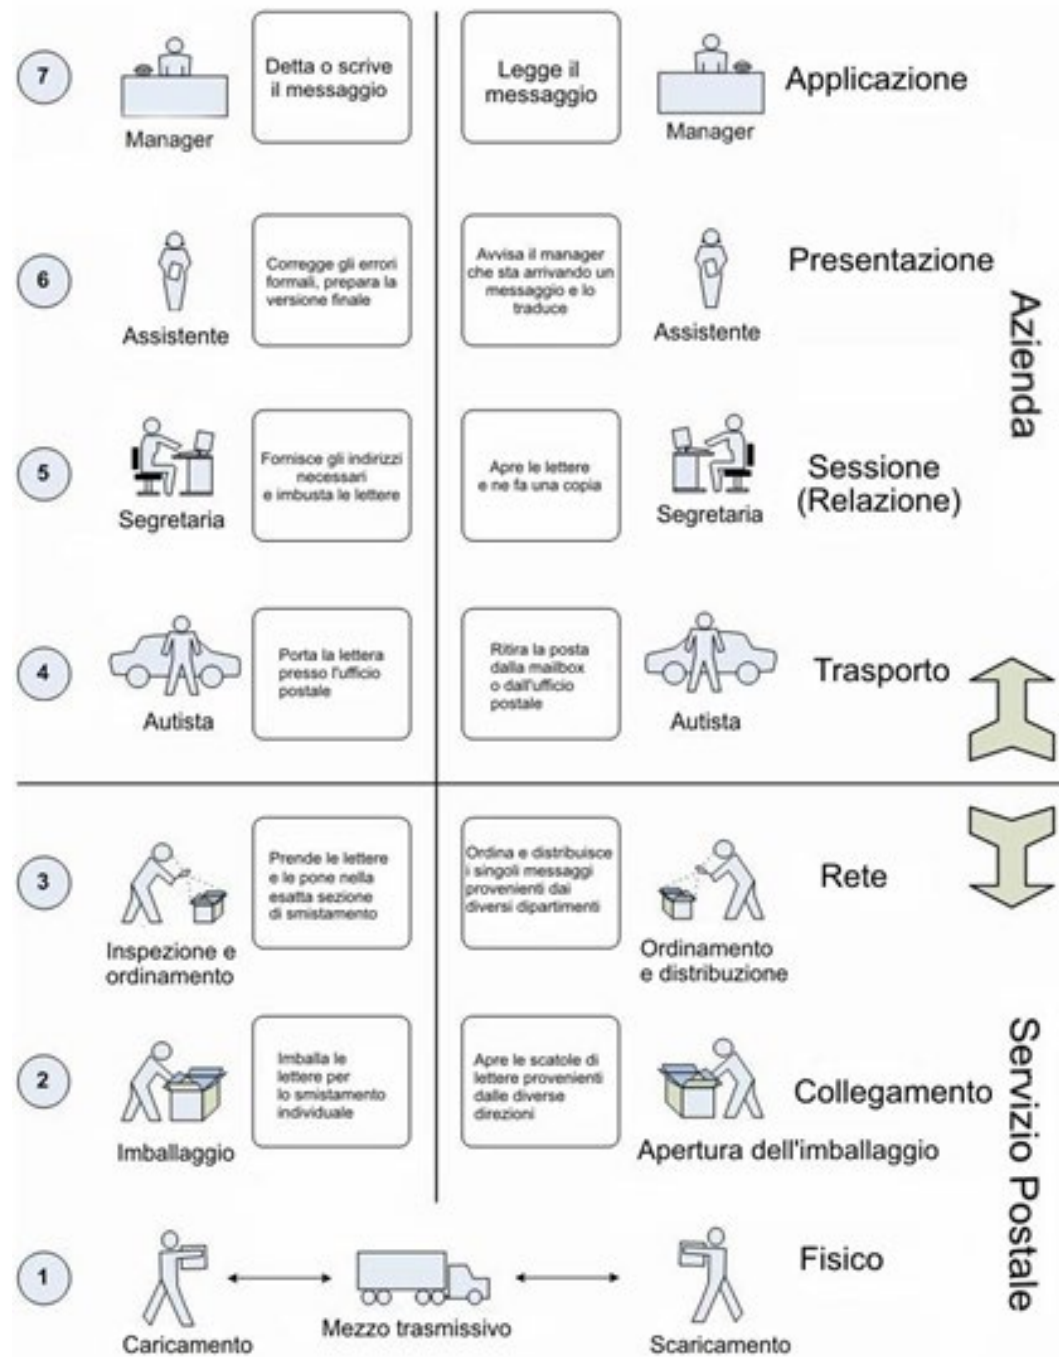 7
Manager
Detta o scrive
il messaggio
Legge il
messaggio
Manager
Applicazione
6
Assistente
Corregge gli errori
formali, prepara la
versione finale
Avvisa il manager
che sta arrivando un
messaggio e lo
traduce
Assistente
Presentazione
Azienda
5
Segretaria
Fornisce gli indirizzi
necessari
e imbusta le lettere
Apre le lettere
e ne fa una copia
Segretaria
Sessione
(Relazione)
4
Autista
Porta la lettera
presso l'ufficio
postale
Ritira la posta
dalla mailbox
o dall'ufficio
postale
Autista
Trasporto
3
Inspezione e
ordinamento
Prende le lettere
e le pone nella
esatta sezione
di smistamento
Ordina e distribuisce
i singoli messaggi
provenienti dai
diversi dipartimenti
Ordinamento
e distribuzione
Rete
2
Imballaggio
Imballa le
lettere per
lo smistamento
individuale
Apre le scatole di
lettere provenienti
dalle diverse
direzioni
Apertura dell'imballaggio
Collegamento
Servizio Postale
1
Caricamento
Mezzo trasmissivo
Scaricamento
Fisico